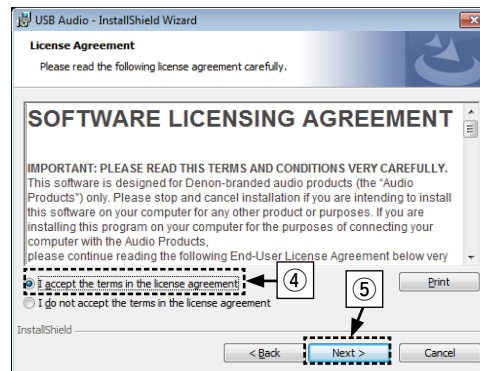 USB Audio - InstallShield Wizard
License Agreement
Please read the following license agreement carefully.
SOFTWARE LICENSING AGREEMENT
IMPORTANT: PLEASE READ THIS TERMS AND CONDITIONS VERY CAREFULLY.
This software is designed for Denon-branded audio products (the “Audio
Products”) only. Please stop and cancel installation if you are intending to install
this software on your computer for any other product or purposes. If you are
installing this program on your computer for the purposes of connecting your
computer with the Audio Products,
please continue reading the following End-User License Agreement below very
I accept the terms in the license agreement
④
Print
I do not accept the terms in the license agreement
⑤
InstallShield
< Back
Next >
Cancel